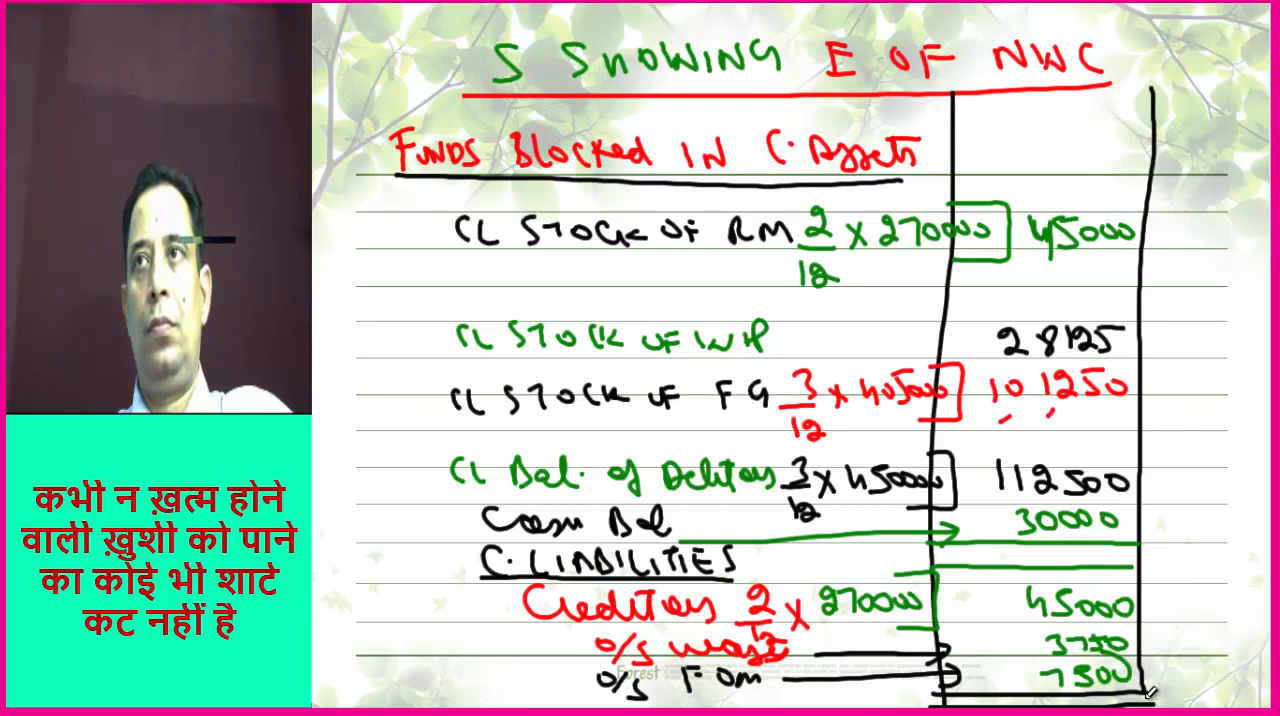 S SHOWING E OF NWC
FUNDS BLOCKED IN C. ASSETS
CL STOCK OF RM 2/12 × 270000 45000
CL STOCK OF WIP 28125
CL STOCK OF FG 3/12 × 405000 101250
CL Bal. of Debtors 3/12 × 450000 112500
Cash Bal 30000
C. LIABILITIES
Creditors 2/12 × 270000 45000
o/s wages 3750
o/s F. OH 7500
Forest
कभी न ख़त्म होने
वाली ख़ुशी को पाने
का कोई भी शाटे
कट नहीं है